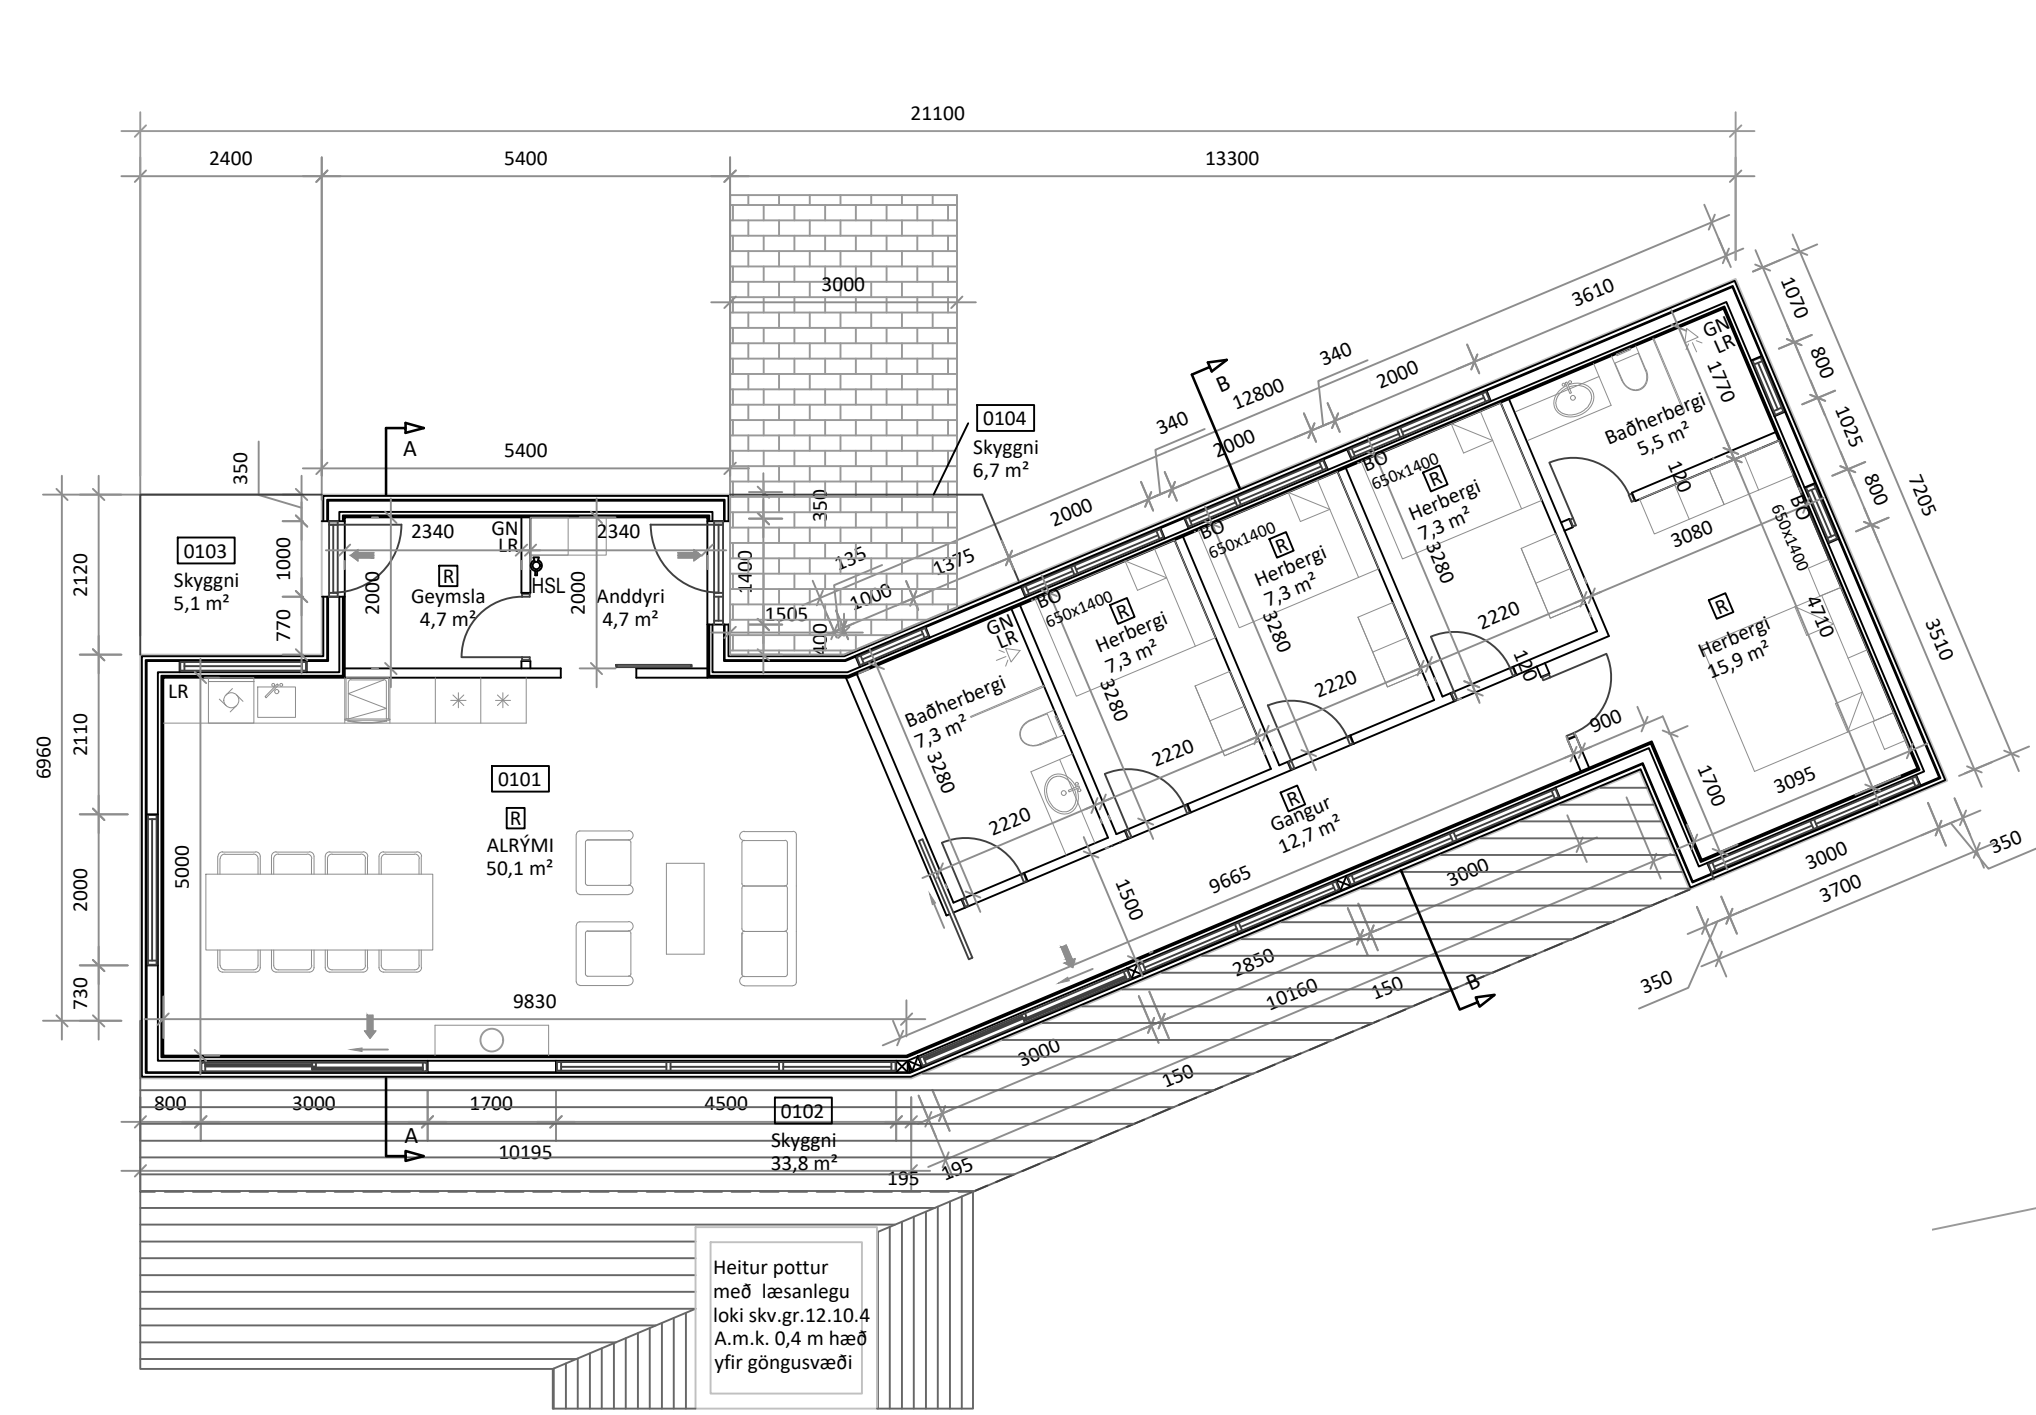 21100
2400
5400
13300
3000
3610
1070
340
2000
800
340
12800
B
GN
LR
1770
Baðherbergi
5,5 m²
1025
0104
Skyggni
6,7 m²
A
5400
350
2000
BO
650x1400
R
Herbergi
7,3 m²
3280
120
800
7205
350
2000
BO
650x1400
R
Herbergi
7,3 m²
3280
3080
BO
650x1400
2340
GN
LR
2340
0103
Skyggni
5,1 m²
1000
2120
R
Geymsla
4,7 m²
2000
HSL
2000
Anddyri
4,7 m²
1400
135
1000
1375
1505
400
770
BO
650x1400
R
Herbergi
7,3 m²
3280
2220
120
R
Herbergi
15,9 m²
4710
3510
GN
LR
Baðherbergi
7,3 m²
3280
2220
2220
2220
LR
2110
6960
0101
R
ALRÝMI
50,1 m²
5000
2000
730
9830
R
Gangur
12,7 m²
1500
9665
900
1700
3095
3000
3700
350
350
3000
2850
10160
150
B
3000
150
800
3000
1700
4500
0102
Skyggni
33,8 m²
A
10195
195
195
Heitur pottur
með læsanlegu
loki skv.gr.12.10.4
A.m.k. 0,4 m hæð
yfir göngusvæði